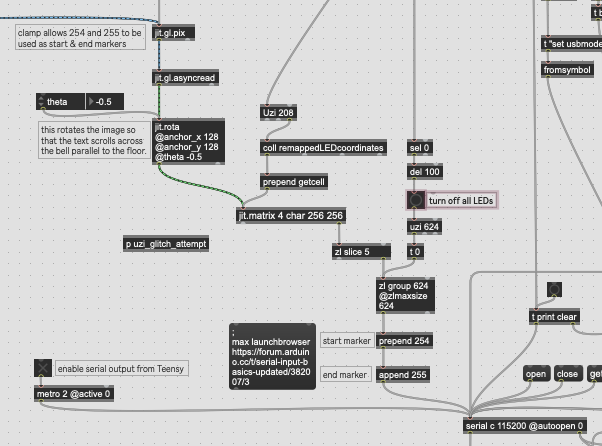 clamp allows 254 and 255 to be
used as start & end markers
jit.gl.pix
t b
t "set usbmode
fromsymbol
jit.gl.asyncread
theta
-0.5
this rotates the image so
that the text scrolls across
the bell parallel to the floor.
jit.rota
@anchor_x 128
@anchor_y 128
@theta -0.5
Uzi 208
coll remappedLEDcoordinates
prepend getcell
jit.matrix 4 char 256 256
sel 0
del 100
turn off all LEDs
uzi 624
t 0
zl slice 5
p uzi_glitch_attempt
zl group 624
@zlmaxsize
624
;
max launchbrowser
https://forum.arduin
o.cc/t/serial-input-b
asics-updated/3820
07/3
start marker
prepend 254
end marker
append 255
t print clear
enable serial output from Teensy
metro 2 @active 0
open
close
get
serial c 115200 @autoopen 0